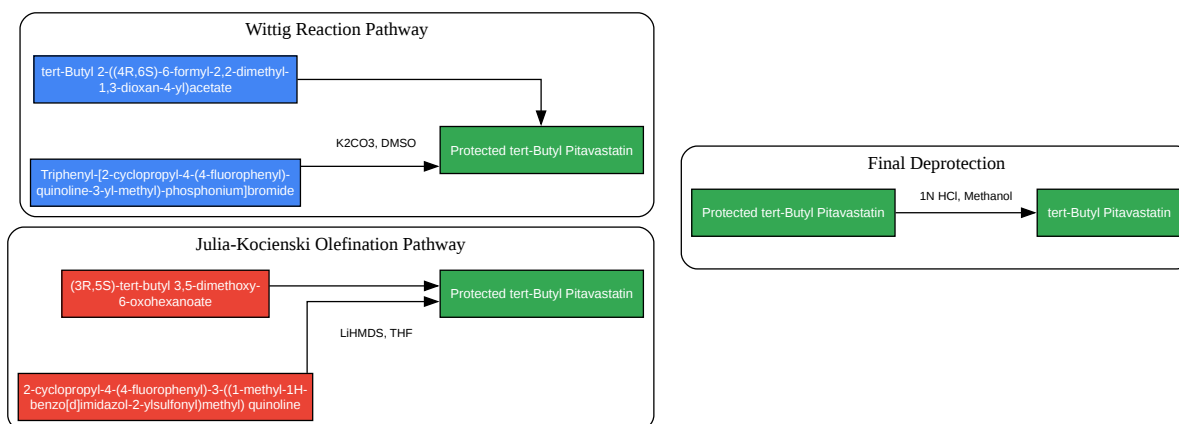 Wittig Reaction Pathway
tert-Butyl 2-((4R,6S)-6-formyl-2,2-dimethyl-
1,3-dioxan-4-yl)acetate
K2CO3, DMSO
Protected tert-Butyl Pitavastatin
Triphenyl-[2-cyclopropyl-4-(4-fluorophenyl)-
quinoline-3-yl-methyl)-phosphonium]bromide
Julia-Kocienski Olefination Pathway
(3R,5S)-tert-butyl 3,5-dimethoxy-
6-oxohexanoate
Protected tert-Butyl Pitavastatin
LiHMDS, THF
2-cyclopropyl-4-(4-fluorophenyl)-3-((1-methyl-1H-
benzo[d]imidazol-2-ylsulfonyl)methyl) quinoline
Final Deprotection
Protected tert-Butyl Pitavastatin
1N HCl, Methanol
tert-Butyl Pitavastatin